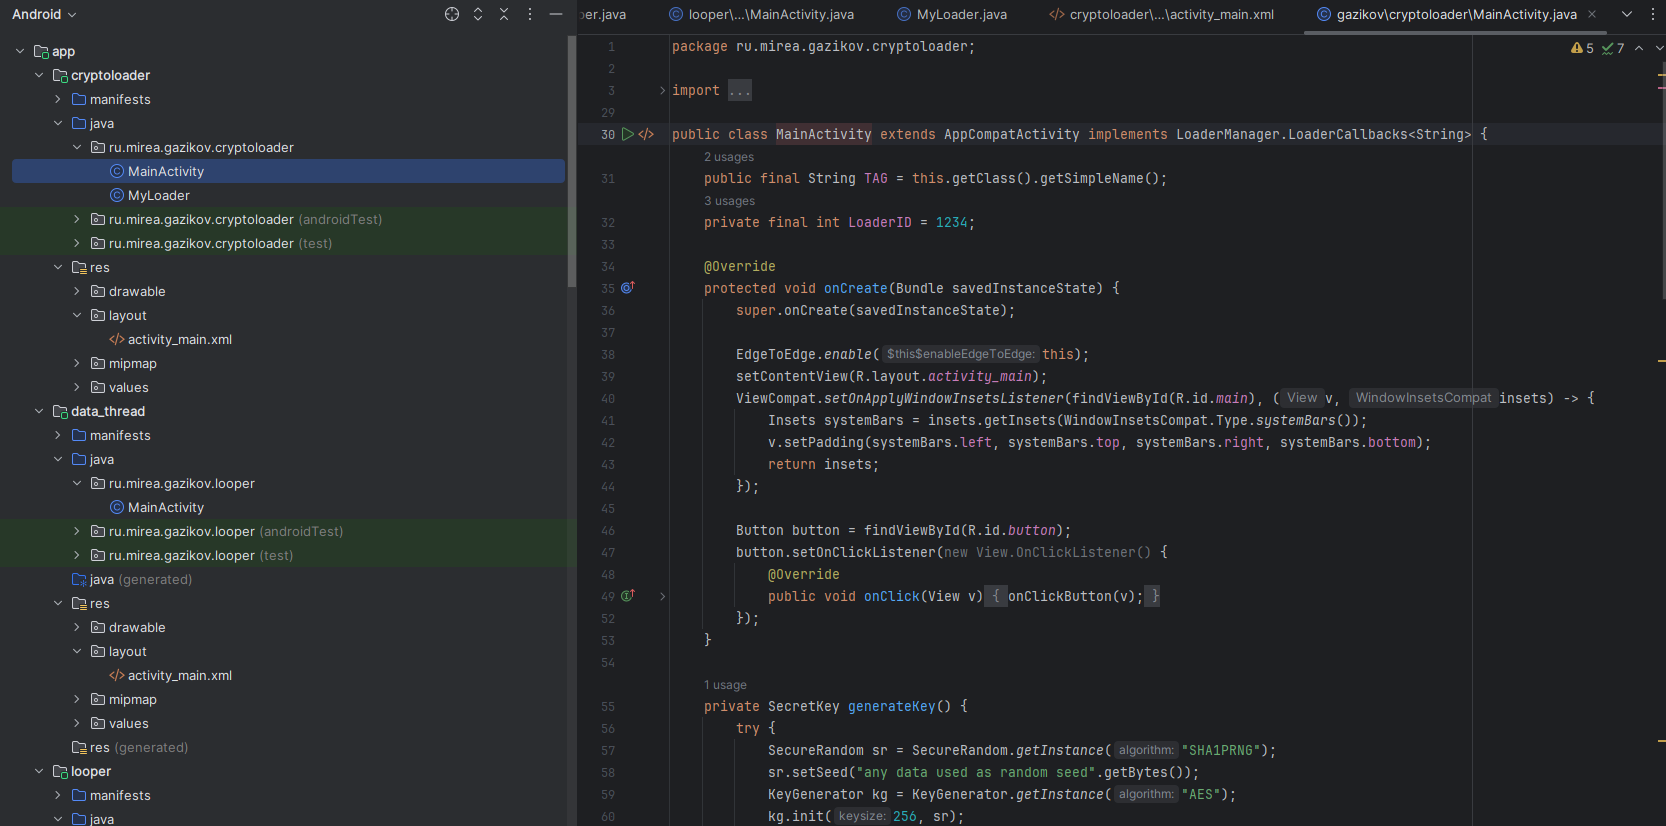 Android
app
cryptoloader
manifests
java
ru.mirea.gazikov.cryptoloader
MainActivity
MyLoader
ru.mirea.gazikov.cryptoloader (androidTest)
ru.mirea.gazikov.cryptoloader (test)
res
drawable
layout
</> activity_main.xml
mipmap
values
data_thread
manifests
java
ru.mirea.gazikov.looper
MainActivity
ru.mirea.gazikov.looper (androidTest)
ru.mirea.gazikov.looper (test)
java (generated)
res
drawable
layout
</> activity_main.xml
mipmap
values
res (generated)
looper
manifests
java
er.java
looper\...\MainActivity.java
MyLoader.java
</> cryptoloader\...\activity_main.xml
gazikov\cryptoloader\MainActivity.java
5 7
1 package ru.mirea.gazikov.cryptoloader;
2
3 import ...
29
30 public class MainActivity extends AppCompatActivity implements LoaderManager.LoaderCallbacks<String> {
2 usages
31 public final String TAG = this.getClass().getSimpleName();
3 usages
32 private final int LoaderID = 1234;
33
34 @Override
35 protected void onCreate(Bundle savedInstanceState) {
36 super.onCreate(savedInstanceState);
37
38 EdgeToEdge.enable( $this$enableEdgeToEdge: this);
39 setContentView(R.layout.activity_main);
40 ViewCompat.setOnApplyWindowInsetsListener(findViewById(R.id.main), ( View v, WindowInsetsCompat insets) -> {
41 Insets systemBars = insets.getInsets(WindowInsetsCompat.Type.systemBars());
42 v.setPadding(systemBars.left, systemBars.top, systemBars.right, systemBars.bottom);
43 return insets;
44 });
45
46 Button button = findViewById(R.id.button);
47 button.setOnClickListener(new View.OnClickListener() {
48 @Override
49 public void onClick(View v) { onClickButton(v); }
52 });
53 }
54
1 usage
55 private SecretKey generateKey() {
56 try {
57 SecureRandom sr = SecureRandom.getInstance( algorithm: "SHA1PRNG");
58 sr.setSeed("any data used as random seed".getBytes());
59 KeyGenerator kg = KeyGenerator.getInstance( algorithm: "AES");
60 kg.init( keysize: 256, sr);